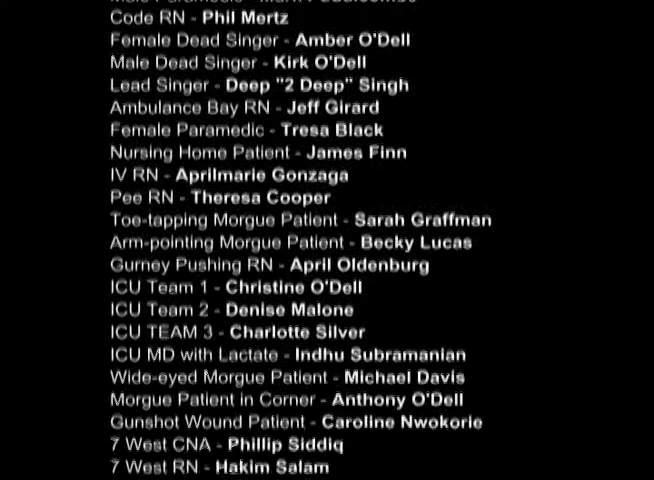 Code RN - Phil Mertz
Female Dead Singer - Amber O'Dell
Male Dead Singer - Kirk O'Dell
Lead Singer - Deep "2 Deep" Singh
Ambulance Bay RN - Jeff Girard
Female Paramedic - Tresa Black
Nursing Home Patient - James Finn
IV RN - Aprilmarie Gonzaga
Pee RN - Theresa Cooper
Toe-tapping Morgue Patient - Sarah Graffman
Arm-pointing Morgue Patient - Becky Lucas
Gurney Pushing RN - April Oldenburg
ICU Team 1 - Christine O'Dell
ICU Team 2 - Denise Malone
ICU TEAM 3 - Charlotte Silver
ICU MD with Lactate - Indhu Subramanian
Wide-eyed Morgue Patient - Michael Davis
Morgue Patient in Corner - Anthony O'Dell
Gunshot Wound Patient - Caroline Nwokorie
7 West CNA - Phillip Siddiq
7 West RN - Hakim Salam